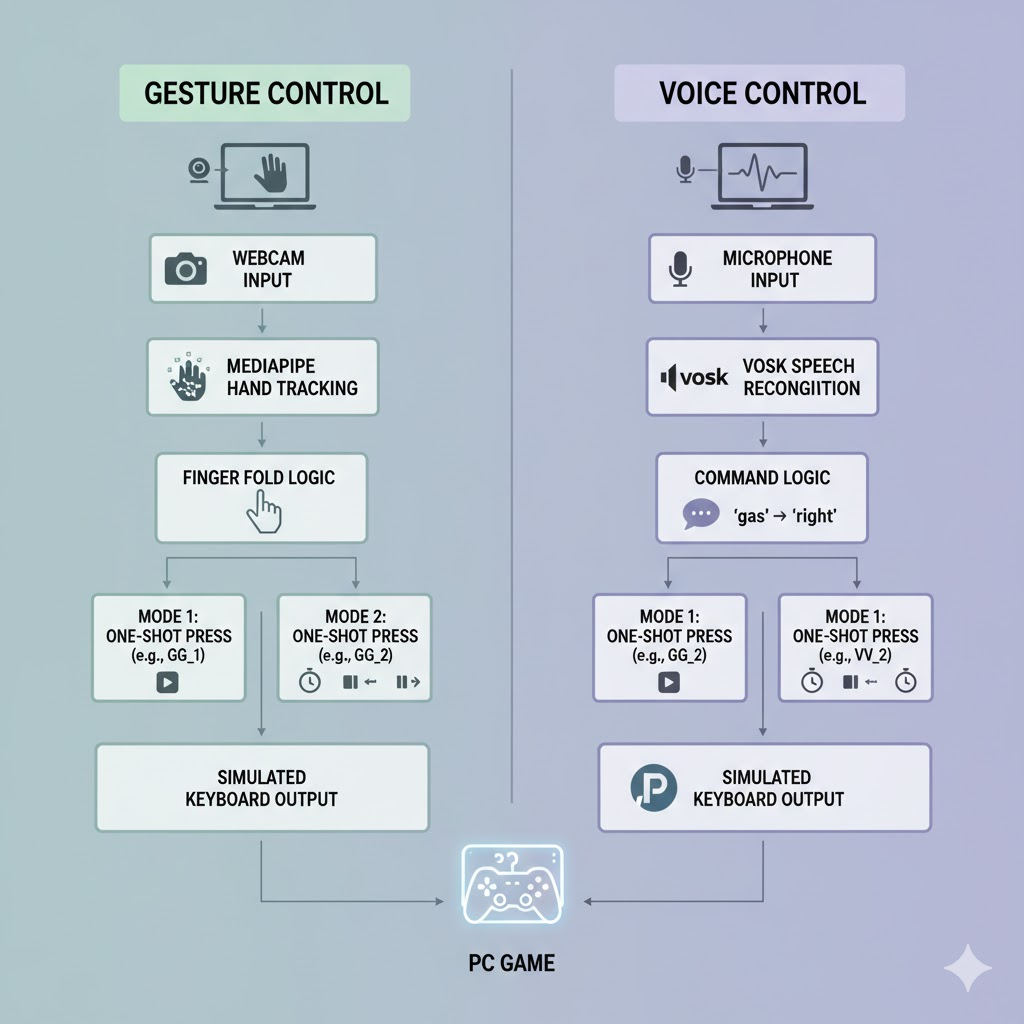 GESTURE CONTROL
WEBCAM
INPUT
MEDIAPIPE
HAND TRACKING
FINGER FOLD LOGIC
MODE 1:
ONE-SHOT PRESS
(e.g., GG_1)
MODE 2:
ONE-SHOT PRESS
(e.g., GG_2)
SIMULATED
KEYBOARD OUTPUT
VOICE CONTROL
MICROPHONE
INPUT
vosk
VOSK SPEECH
RECONGIITION
COMMAND LOGIC
‘gas’ → ‘right’
MODE 1:
ONE-SHOT PRESS
(e.g., GG_2)
MODE 1:
ONE-SHOT PRESS
(e.g., VV_2)
P
SIMULATED
KEYBOARD OUTPUT
PC GAME